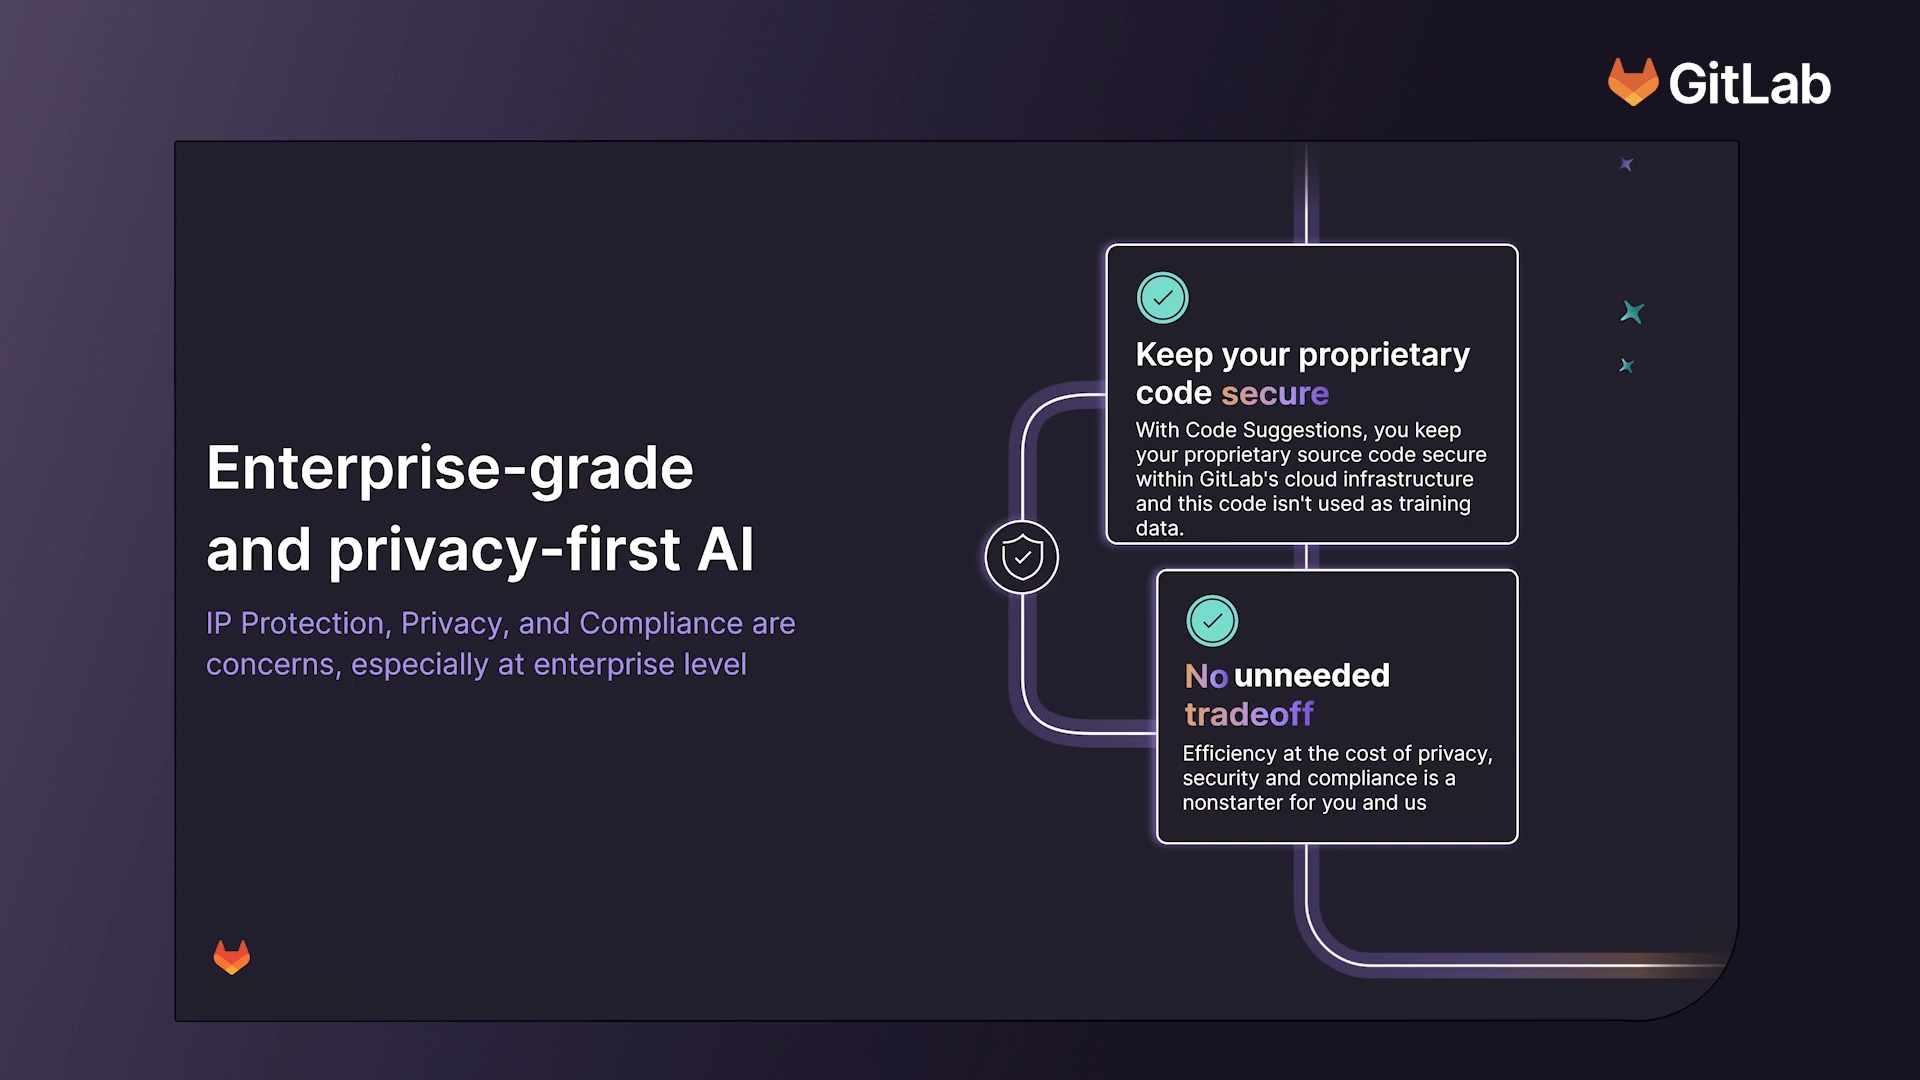 GitLab
Enterprise-grade
and privacy-first AI
IP Protection, Privacy, and Compliance are
concerns, especially at enterprise level
Keep your proprietary
code secure
With Code Suggestions, you keep
your proprietary source code secure
within GitLab's cloud infrastructure
and this code isn't used as training
data.
No unneeded
tradeoff
Efficiency at the cost of privacy,
security and compliance is a
nonstarter for you and us